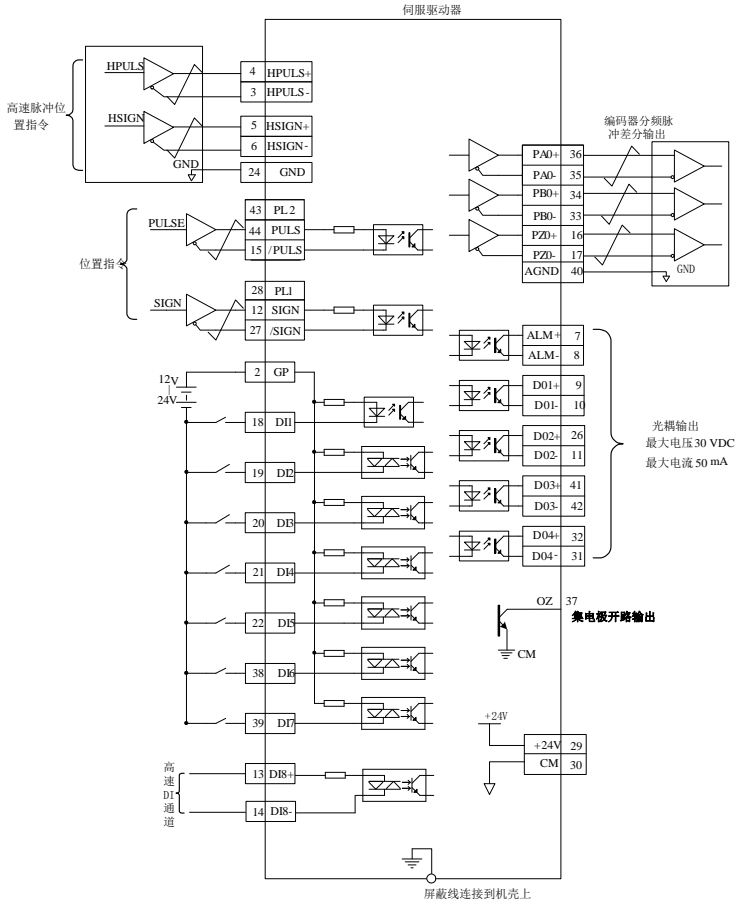 伺服驱动器
HPULS
4 HPULS+
3 HPULS-
HSIGN
5 HSIGN+
6 HSIGN-
GND
24 GND
高速脉冲位
置指令
43 PL2
PULSE
44 PULS
15 /PULS
位置指令
28 PL1
SIGN
12 SIGN
27 /SIGN
2 GP
12V
|
24V
18 DI1
19 DI2
20 DI3
21 DI4
22 DI5
38 DI6
39 DI7
高
速
DI
通
道
13 DI8+
14 DI8-
编码器分频脉
冲差分输出
PA0+ 36
PA0- 35
PB0+ 34
PB0- 33
PZ0+ 16
PZ0- 17
AGND 40
GND
ALM+ 7
ALM- 8
D01+ 9
D01- 10
D02+ 26
D02- 11
D03+ 41
D03- 42
D04+ 32
D04- 31
光耦输出
最大电压30 VDC
最大电流50 mA
OZ 37
集电极开路输出
CM
+24V
+24V 29
CM 30
屏蔽线连接到机壳上